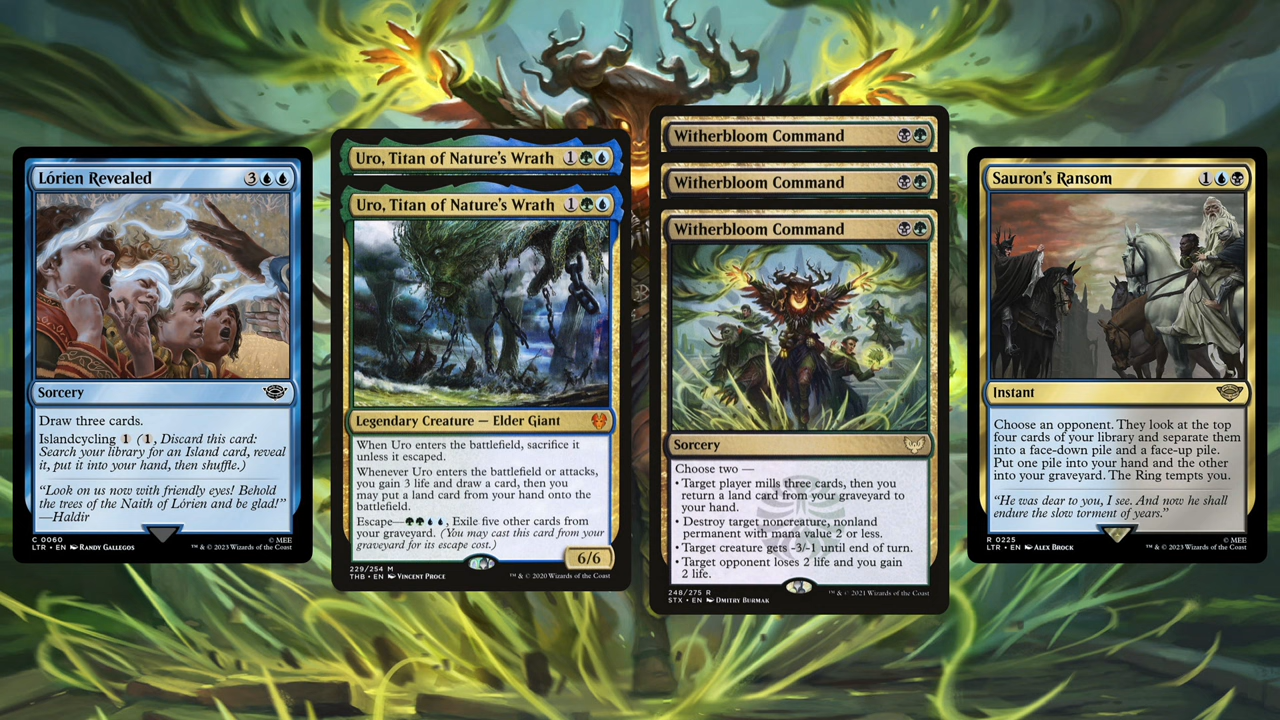 Lórien Revealed 3
Sorcery
Draw three cards.
Islandcycling 1 (1, Discard this card:
Search your library for an Island card, reveal
it, put it into your hand, then shuffle.)
“Look on us now with friendly eyes! Behold
the trees of the Naith of Lórien and be glad!”
—Haldir
C 0060
LTR • EN RANDY GALLEGOS
© MEE
™ & © 2023 Wizards of the Coast
Uro, Titan of Nature's Wrath 1
Uro, Titan of Nature's Wrath 1
Legendary Creature — Elder Giant
When Uro enters the battlefield, sacrifice it
unless it escaped.
Whenever Uro enters the battlefield or attacks,
you gain 3 life and draw a card, then you
may put a land card from your hand onto the
battlefield.
Escape— , Exile five other cards from
your graveyard. (You may cast this card from your
graveyard for its escape cost.)
6/6
229/254 M
THB • EN VINCENT PROCE
™ & © 2020 Wizards of the Coast
Witherbloom Command
Witherbloom Command
Witherbloom Command
Sorcery
Choose two —
• Target player mills three cards, then you
return a land card from your graveyard to
your hand.
• Destroy target noncreature, nonland
permanent with mana value 2 or less.
• Target creature gets -3/-1 until end of turn.
• Target opponent loses 2 life and you gain
2 life.
248/275 R
STX • EN DMITRY BURMAK
™ & © 2021 Wizards of the Coast
Sauron's Ransom 1
Instant
Choose an opponent. They look at the top
four cards of your library and separate them
into a face-down pile and a face-up pile.
Put one pile into your hand and the other
into your graveyard. The Ring tempts you.
“He was dear to you, I see. And now he shall
endure the slow torment of years.”
R 0225
LTR • EN ALEX BROCK
© MEE
™ & © 2023 Wizards of the Coast